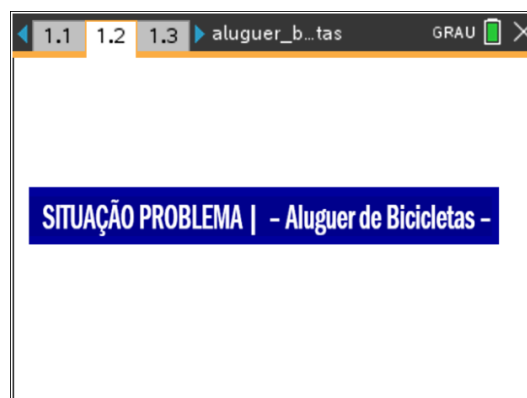 1.1 1.2 1.3 aluguer_b…tas GRAU
SITUAÇÃO PROBLEMA | – Aluguer de Bicicletas –